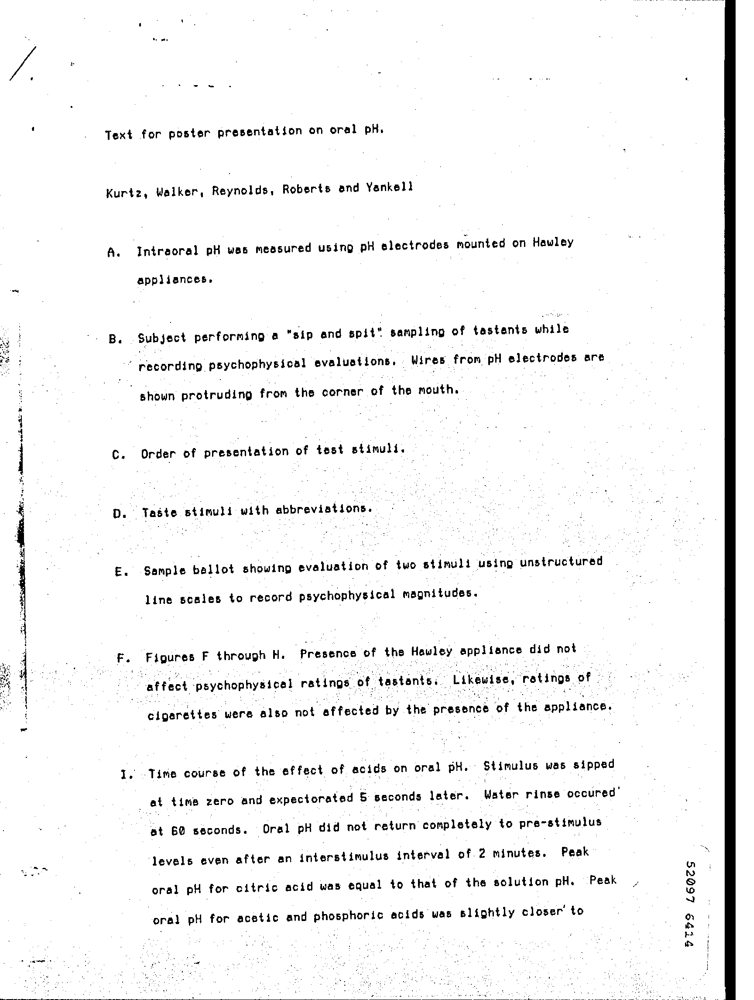 1.
Text for poster presentation on oral pH.
Kurtz, Walker, Reynolds, Roberts and Yankell
A. Intraoral pH was measured using pH electrodes mounted on Hawley
appliances.
B. Subject performing a "sip and spit" sampling of tastants while
recording psychophysical evaluations. Wires from pH electrodes are
shown protruding from the corner of the mouth.
C. Order of presentation of test stimuli.
D. Taste stimuli with abbreviations.
E. Sample ballot showing evaluation of two stimuli using unstructured
line scales to record psychophysical magnitudes.
F. Figures F through H. Presence of the Hawley appliance did not
affect psychophysical ratings of tastants. Likewise, ratings of
cigarettes were also not affected by the presence of the appliance.
I. Time course of the effect of acids on oral pH. Stimulus was sipped
at time zero and expectorated 5 seconds later. Water rinse occured
at 60 seconds. Oral pH did not return completely to pre-stimulus
levels even after an interstimulus interval of 2 minutes. Peak
oral pH for citric acid was equal to that of the solution pH. Peak
oral pH for acetic and phosphoric acids was slightly closer to
52097 6414